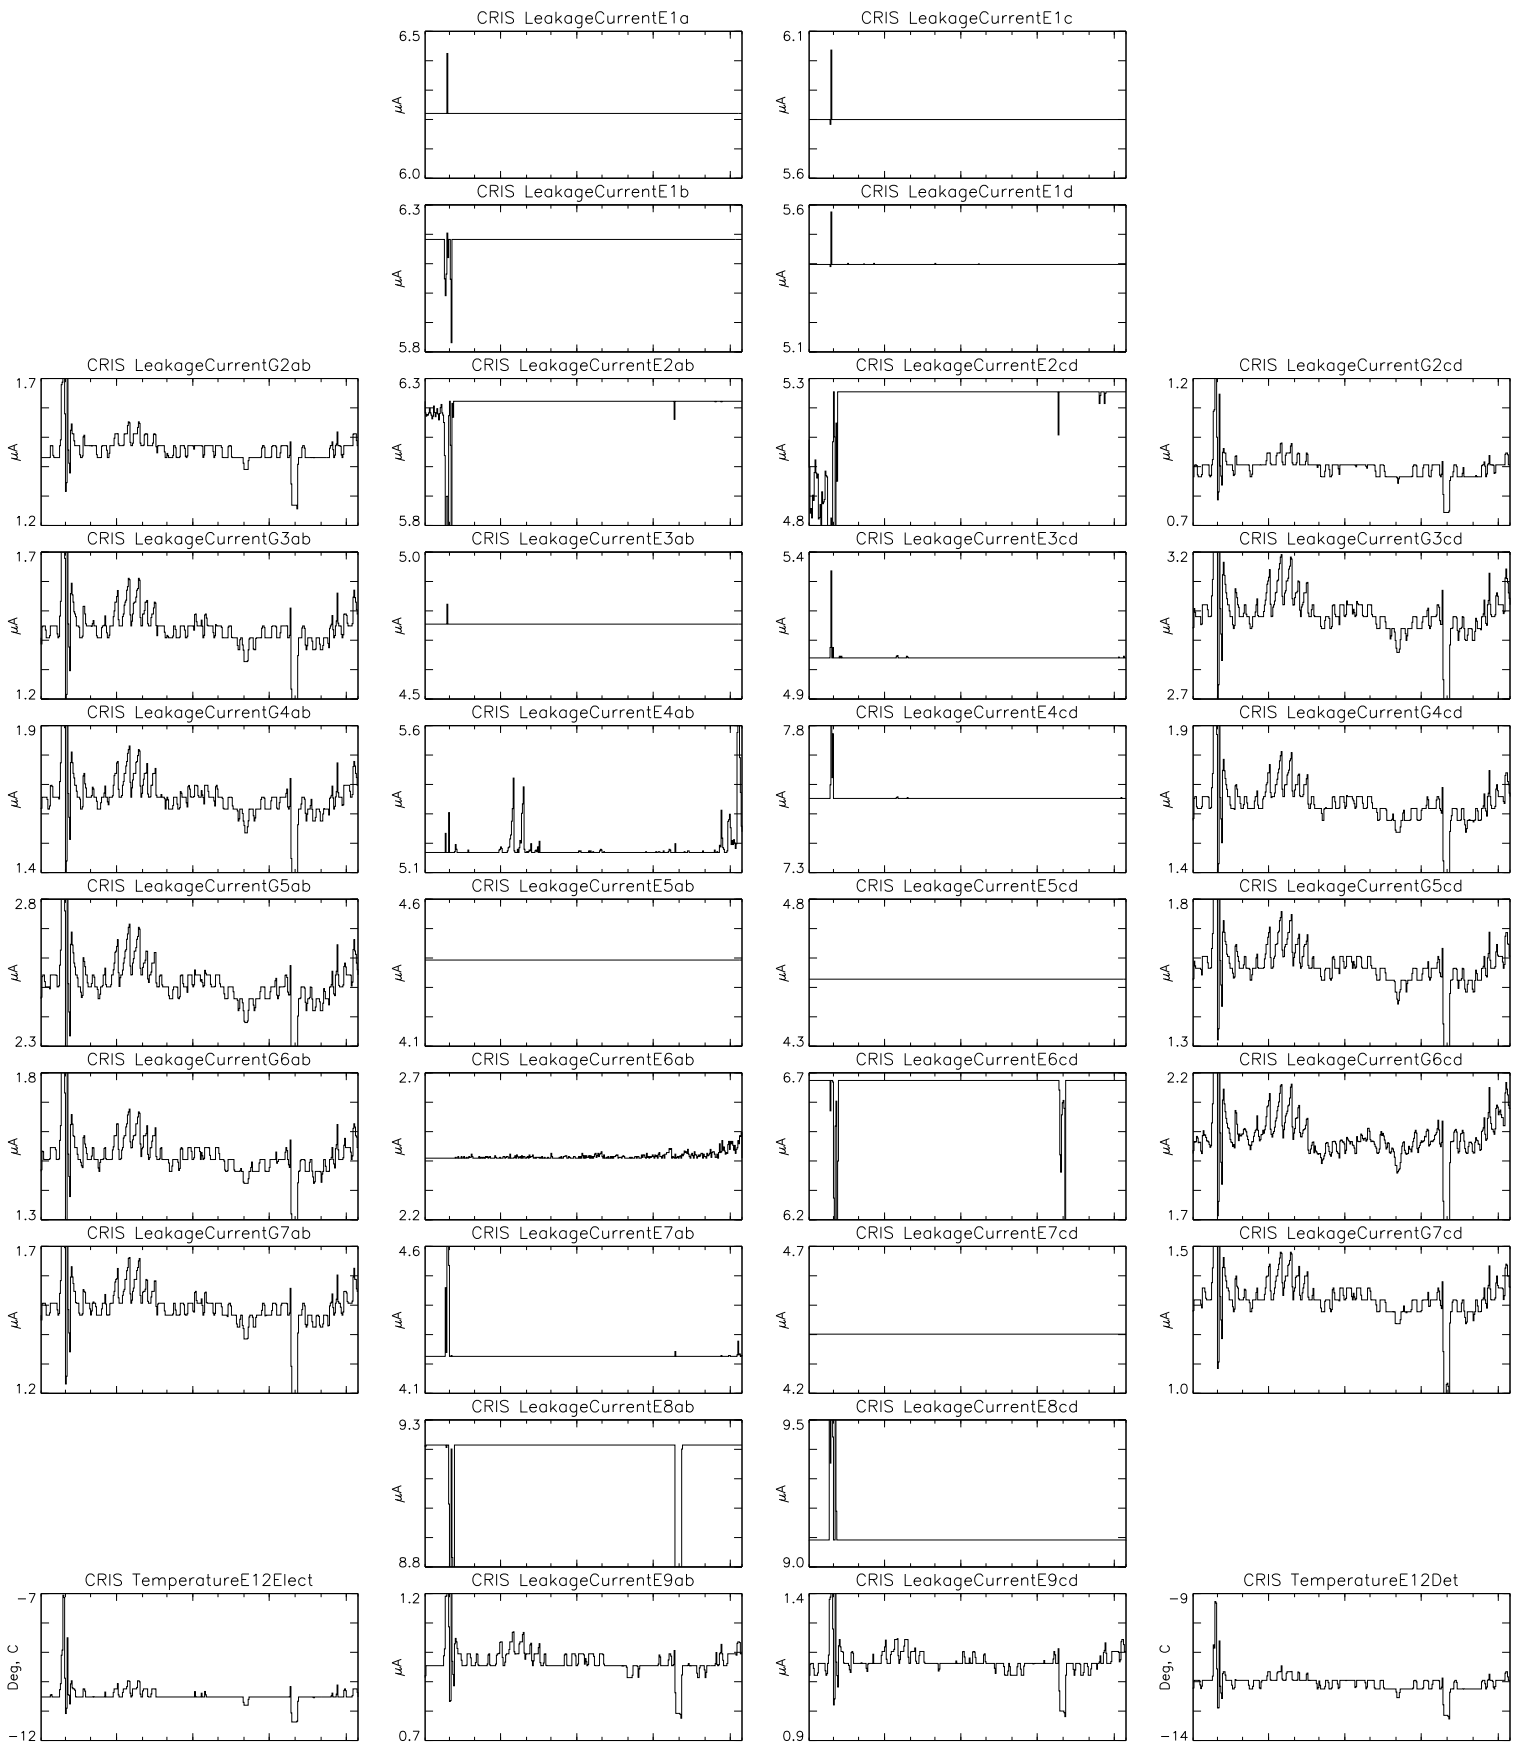 CRIS LeakageCurrentE1a
6.5
μA
6.0
CRIS LeakageCurrentE1c
6.1
μA
5.6
CRIS LeakageCurrentE1b
6.3
μA
5.8
CRIS LeakageCurrentE1d
5.6
μA
5.1
CRIS LeakageCurrentG2ab
1.7
μA
1.2
CRIS LeakageCurrentE2ab
6.3
μA
5.8
CRIS LeakageCurrentE2cd
5.3
μA
4.8
CRIS LeakageCurrentG2cd
1.2
μA
0.7
CRIS LeakageCurrentG3ab
1.7
μA
1.2
CRIS LeakageCurrentE3ab
5.0
μA
4.5
CRIS LeakageCurrentE3cd
5.4
μA
4.9
CRIS LeakageCurrentG3cd
3.2
μA
2.7
CRIS LeakageCurrentG4ab
1.9
μA
1.4
CRIS LeakageCurrentE4ab
5.6
μA
5.1
CRIS LeakageCurrentE4cd
7.8
μA
7.3
CRIS LeakageCurrentG4cd
1.9
μA
1.4
CRIS LeakageCurrentG5ab
2.8
μA
2.3
CRIS LeakageCurrentE5ab
4.6
μA
4.1
CRIS LeakageCurrentE5cd
4.8
μA
4.3
CRIS LeakageCurrentG5cd
1.8
μA
1.3
CRIS LeakageCurrentG6ab
1.8
μA
1.3
CRIS LeakageCurrentE6ab
2.7
μA
2.2
CRIS LeakageCurrentE6cd
6.7
μA
6.2
CRIS LeakageCurrentG6cd
2.2
μA
1.7
CRIS LeakageCurrentG7ab
1.7
μA
1.2
CRIS LeakageCurrentE7ab
4.6
μA
4.1
CRIS LeakageCurrentE7cd
4.7
μA
4.2
CRIS LeakageCurrentG7cd
1.5
μA
1.0
CRIS LeakageCurrentE8ab
9.3
μA
8.8
CRIS LeakageCurrentE8cd
9.5
μA
9.0
CRIS TemperatureE12Elect
−7
Deg, C
−12
CRIS LeakageCurrentE9ab
1.2
μA
0.7
CRIS LeakageCurrentE9cd
1.4
μA
0.9
CRIS TemperatureE12Det
−9
Deg, C
−14